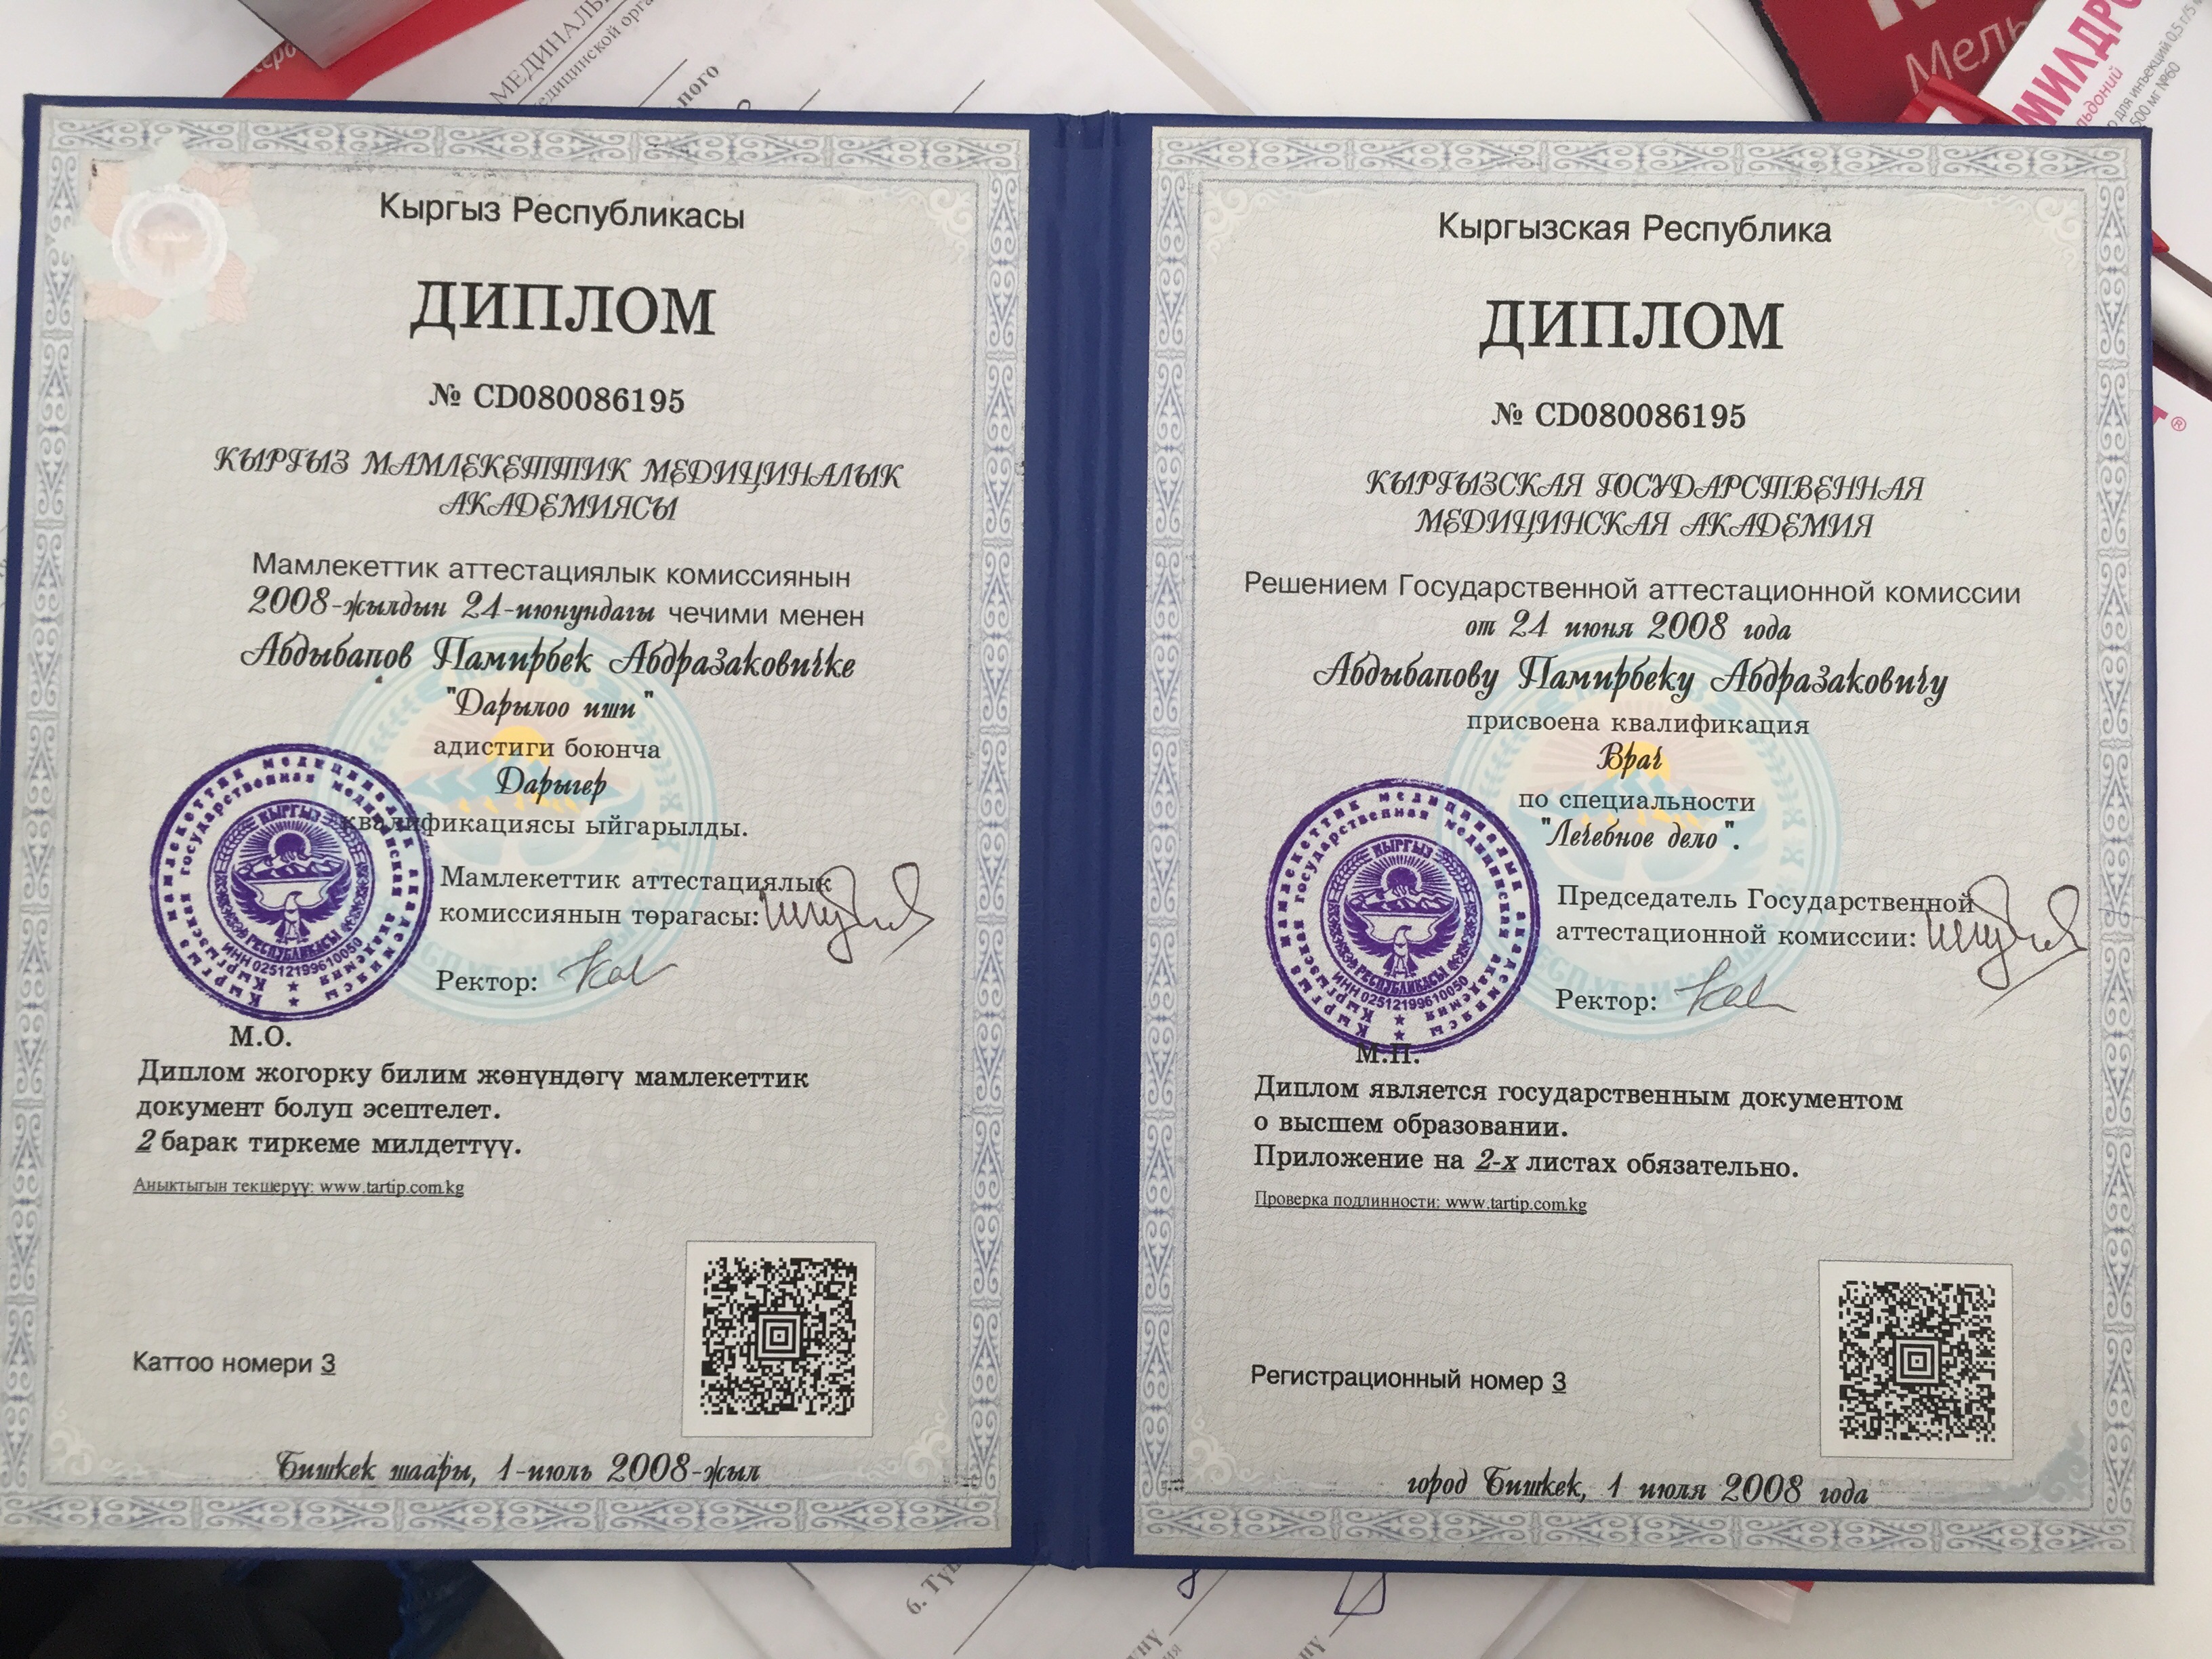 Кыргыз Республикасы
ДИПЛОМ
№ CD080086195
КЫРГЫЗ МАМЛЕКЕТТИК МЕДИЦИНАЛЫК
АКАДЕМИЯСЫ
Мамлекеттик аттестациялык комиссиянын
2008-жылдын 24-июнундагы чечими менен
Абдыбапов Памирбек Абдразаковичке
"Дарылоо иши"
адистиги боюнча
Дарыгер
квалификациясы ыйгарылды.
Мамлекеттик аттестациялык
комиссиянын төрагасы:
Ректор:
М.О.
Диплом жогорку билим жөнүндөгү мамлекеттик
документ болуп эсептелет.
2 барак тиркеме милдеттүү.
Аныктыгын текшерүү: www.tartip.com.kg
Каттоо номери 3
Бишкек шаары, 1-июль 2008-жыл
Кыргызская Республика
ДИПЛОМ
№ CD080086195
КЫРГЫЗСКАЯ ГОСУДАРСТВЕННАЯ
МЕДИЦИНСКАЯ АКАДЕМИЯ
Решением Государственной аттестационной комиссии
от 24 июня 2008 года
Абдыбапову Памирбеку Абдразаковичу
присвоена квалификация
Врач
по специальности
"Лечебное дело".
Председатель Государственной
аттестационной комиссии:
Ректор:
М.П.
Диплом является государственным документом
о высшем образовании.
Приложение на 2-х листах обязательно.
Проверка подлинности: www.tartip.com.kg
Регистрационный номер 3
город Бишкек, 1 июля 2008 года